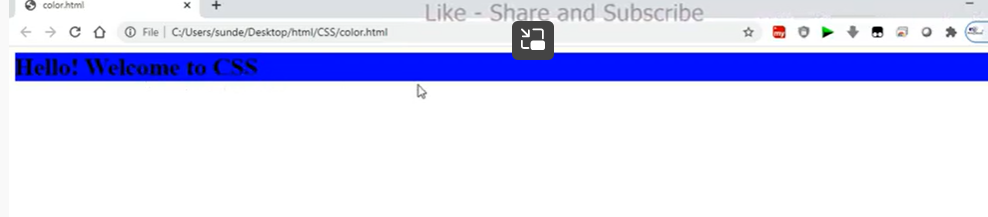 color.html
Like - Share and Subscribe
File
C:/Users/sunde/Desktop/html/CSS/color.html
Hello! Welcome to CSS